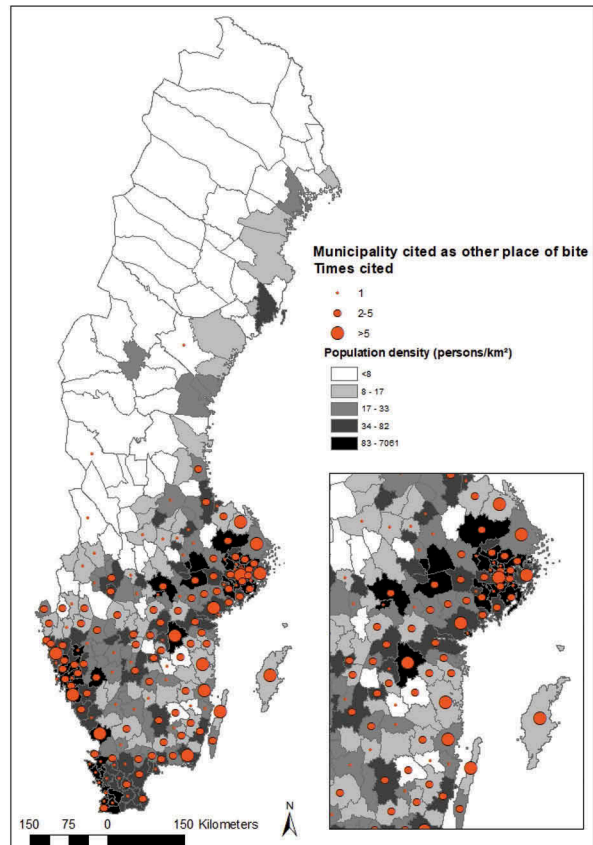 Municipality cited as other place of bite
Times cited
1
2-5
>5
Population density (persons/km²)
<8
8 - 17
17 - 33
34 - 82
83 - 7061
N
150 75 0 150 Kilometers